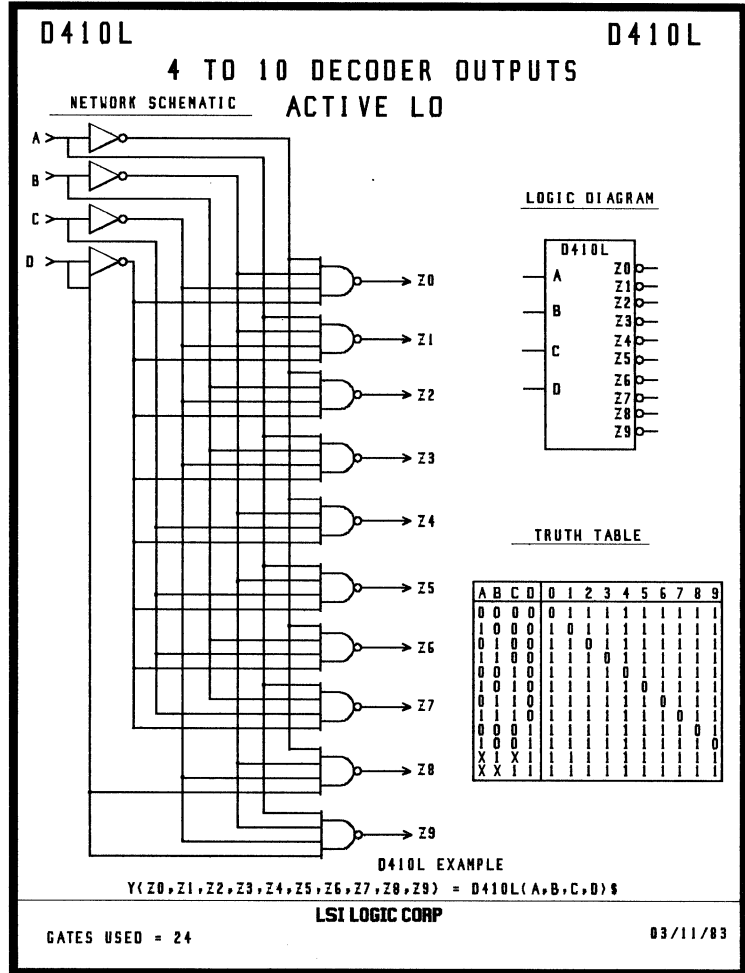 D410L D410L
4 TO 10 DECODER OUTPUTS
NETWORK SCHEMATIC ACTIVE LO
A
B
C
D
Z0
Z1
Z2
Z3
Z4
Z5
Z6
Z7
Z8
Z9
LOGIC DIAGRAM
D410L
A
B
C
D
Z0
Z1
Z2
Z3
Z4
Z5
Z6
Z7
Z8
Z9
TRUTH TABLE
A B C D 0 1 2 3 4 5 6 7 8 9
0 0 0 0 0 1 1 1 1 1 1 1 1 1
1 0 0 0 1 0 1 1 1 1 1 1 1 1
0 1 0 0 1 1 0 1 1 1 1 1 1 1
1 1 0 0 1 1 1 0 1 1 1 1 1 1
0 0 1 0 1 1 1 1 0 1 1 1 1 1
1 0 1 0 1 1 1 1 1 0 1 1 1 1
0 1 1 0 1 1 1 1 1 1 0 1 1 1
1 1 1 0 1 1 1 1 1 1 1 0 1 1
0 0 0 1 1 1 1 1 1 1 1 1 0 1
1 0 0 1 1 1 1 1 1 1 1 1 1 0
X 1 X 1 1 1 1 1 1 1 1 1 1 1
X X 1 1 1 1 1 1 1 1 1 1 1 1
D410L EXAMPLE
Y(Z0,Z1,Z2,Z3,Z4,Z5,Z6,Z7,Z8,Z9) = D410L(A,B,C,D)$
LSI LOGIC CORP
GATES USED = 24 03/11/83